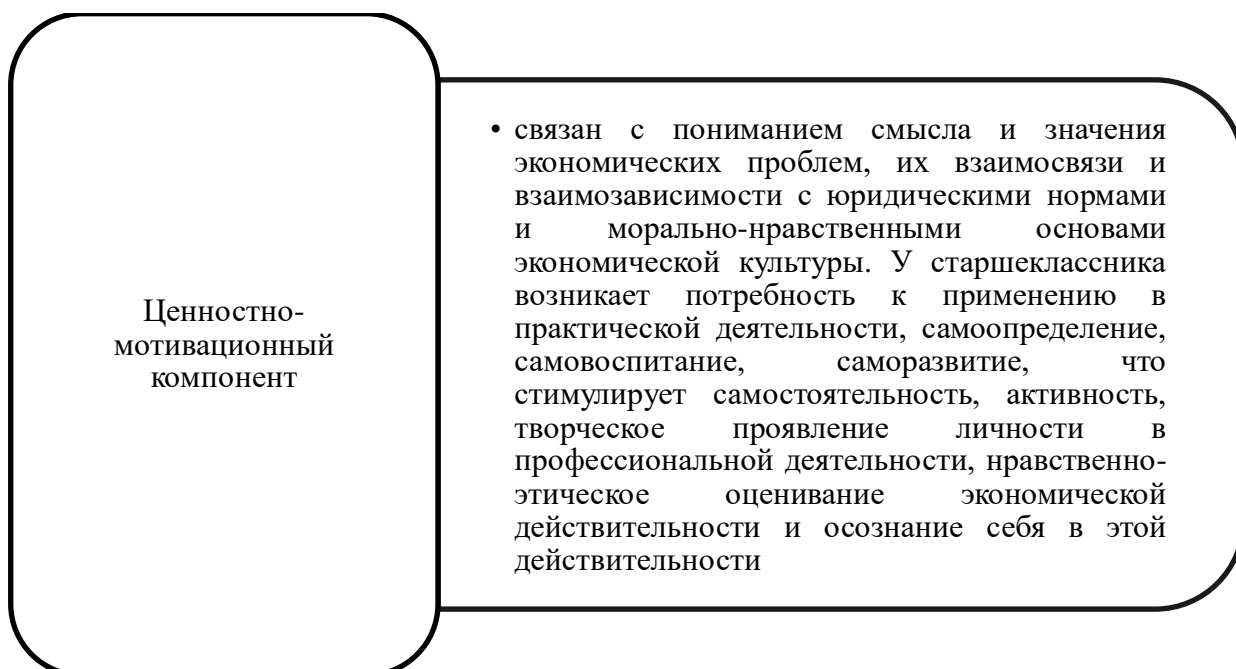 Ценностно-
мотивационный
компонент
• связан с пониманием смысла и значения
экономических проблем, их взаимосвязи и
взаимозависимости с юридическими нормами
и морально-нравственными основами
экономической культуры. У старшеклассника
возникает потребность к применению в
практической деятельности, самоопределение,
самовоспитание, саморазвитие, что
стимулирует самостоятельность, активность,
творческое проявление личности в
профессиональной деятельности, нравственно-
этическое оценивание экономической
действительности и осознание себя в этой
действительности